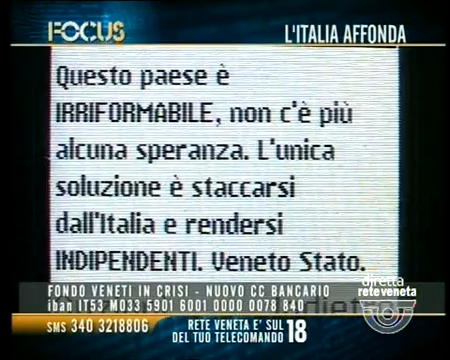 FOCUS
L'ITALIA AFFONDA
Questo paese è
IRRIFORMABILE, non c'è più
alcuna speranza. L'unica
soluzione è staccarsi
dall'Italia e rendersi
INDIPENDENTI. Veneto Stato.
diretta
reteveneta
FONDO VENETI IN CRISI - NUOVO CC BANCARIO
iban IT53 M033 5901 6001 0000 0078 840
SMS 340 3218806
RETE VENETA E' SUL
DEL TUO TELECOMANDO 18